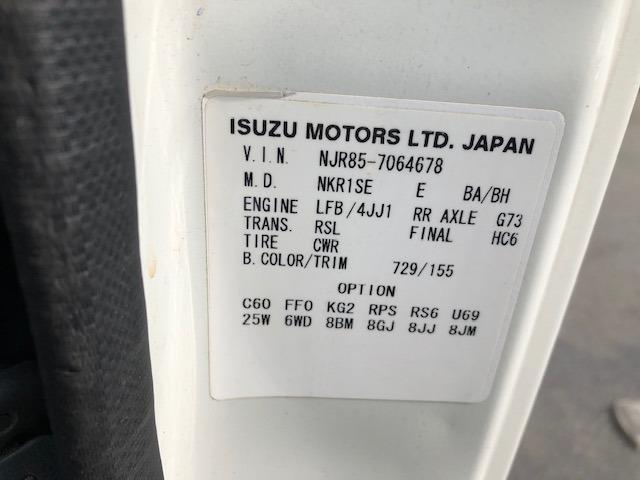 ISUZU MOTORS LTD. JAPAN
V.I.N. NJR85-7064678
M.D. NKR1SE E BA/BH
ENGINE LFB/4JJ1 RR AXLE G73
TRANS. RSL FINAL HC6
TIRE CWR
B.COLOR/TRIM 729/155
OPTION
C60 FF0 KG2 RPS RS6 U69
25W 6WD 8BM 8GJ 8JJ 8JM